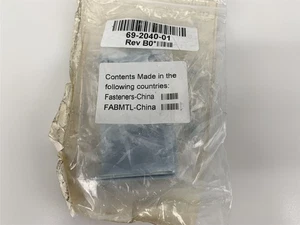 69-2040-01
Rev B0*
Contents Made in the
following countries:
Fasteners-China
FABMTL-China